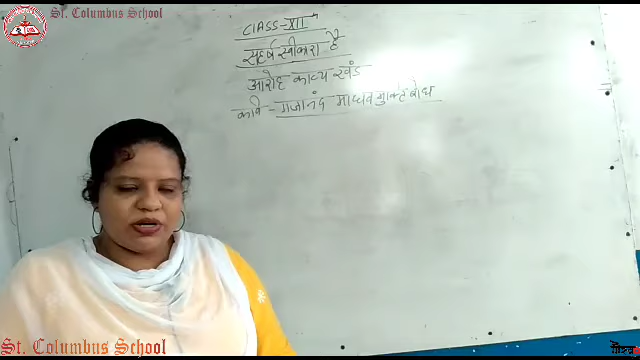 St. Columbus School
CLASS-XII
सहर्ष स्वीकारा है
आरोह काव्य खंड
कवि - गजानंद माधव मुक्तिबोध
St. Columbus School